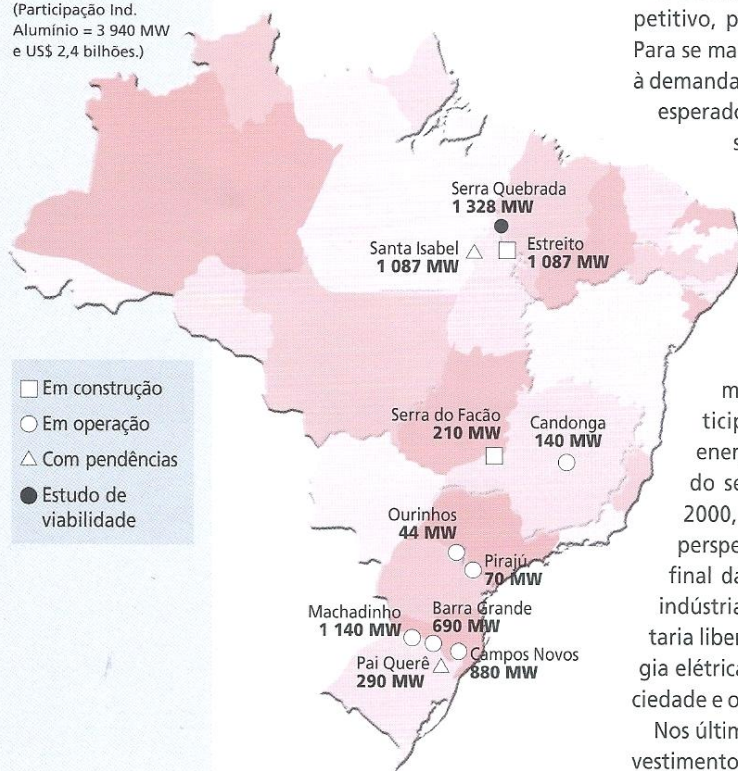 (Participação Ind.
Alumínio = 3 940 MW
e US$ 2,4 bilhões.)
Serra Quebrada
1 328 MW
Santa Isabel
1 087 MW
Estreito
1 087 MW
Em construção
Em operação
Com pendências
Estudo de
viabilidade
Serra do Facão
210 MW
Candonga
140 MW
Ourinhos
44 MW
Pirajú
70 MW
Machadinho
1 140 MW
Barra Grande
690 MW
Pai Querê
290 MW
Campos Novos
880 MW
petitivo, p
Para se ma
à demanda
esperado
s
m
ticip
ener
do se
2000,
perspe
final da
indústria
taria liber
gia elétrica
ciedade e o
Nos últim
vestimento